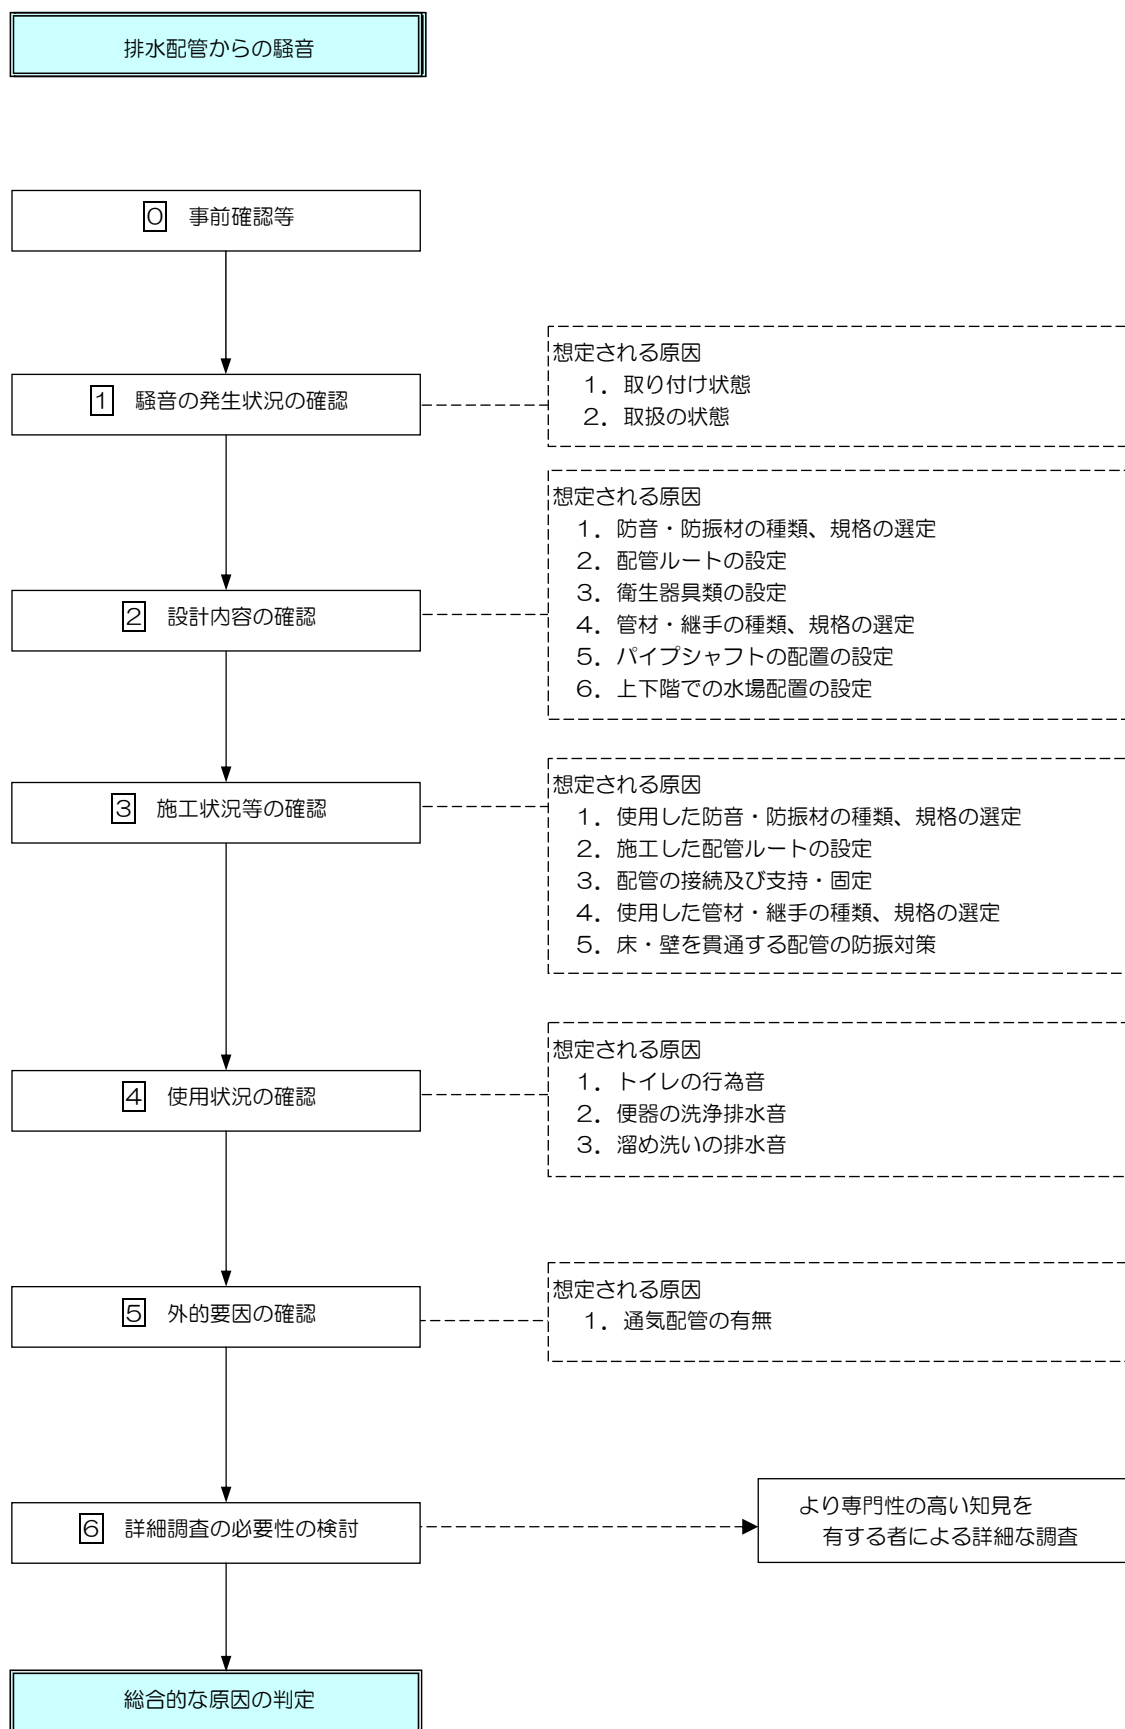 排水配管からの騒音
0 事前確認等
1 騒音の発生状況の確認
想定される原因
1．取り付け状態
2．取扱の状態
2 設計内容の確認
想定される原因
1．防音・防振材の種類、規格の選定
2．配管ルートの設定
3．衛生器具類の設定
4．管材・継手の種類、規格の選定
5．パイプシャフトの配置の設定
6．上下階での水場配置の設定
3 施工状況等の確認
想定される原因
1．使用した防音・防振材の種類、規格の選定
2．施工した配管ルートの設定
3．配管の接続及び支持・固定
4．使用した管材・継手の種類、規格の選定
5．床・壁を貫通する配管の防振対策
4 使用状況の確認
想定される原因
1．トイレの行為音
2．便器の洗浄排水音
3．溜め洗いの排水音
5 外的要因の確認
想定される原因
1．通気配管の有無
6 詳細調査の必要性の検討
より専門性の高い知見を
有する者による詳細な調査
総合的な原因の判定